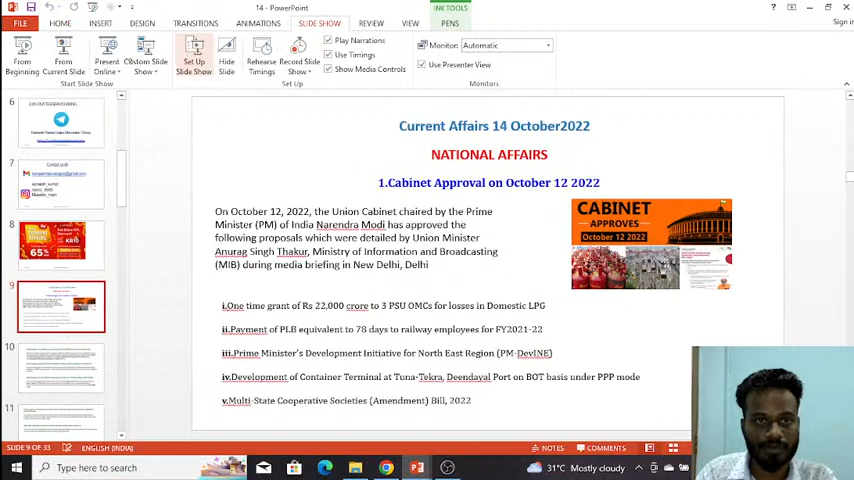 14 - PowerPoint
INK TOOLS
FILE HOME INSERT DESIGN TRANSITIONS ANIMATIONS SLIDE SHOW REVIEW VIEW PENS
Sign in
From Beginning
From Current Slide
Present Online
Custom Slide Show
Set Up Slide Show
Hide Slide
Rehearse Timings
Record Slide Show
Play Narrations
Use Timings
Show Media Controls
Monitor: Automatic
Use Presenter View
Start Slide Show
Set Up
Monitors
6
7
Contact us at
8
65%
9
10
11
Current Affairs 14 October2022
NATIONAL AFFAIRS
1.Cabinet Approval on October 12 2022
On October 12, 2022, the Union Cabinet chaired by the Prime
Minister (PM) of India Narendra Modi has approved the
following proposals which were detailed by Union Minister
Anurag Singh Thakur, Ministry of Information and Broadcasting
(MIB) during media briefing in New Delhi, Delhi
CABINET
APPROVES
October 12 2022
i.One time grant of Rs 22,000 crore to 3 PSU OMCs for losses in Domestic LPG
ii.Payment of PLB equivalent to 78 days to railway employees for FY2021-22
iii.Prime Minister's Development Initiative for North East Region (PM-DevINE)
iv.Development of Container Terminal at Tuna-Tekra, Deendayal Port on BOT basis under PPP mode
v.Multi-State Cooperative Societies (Amendment) Bill, 2022
SLIDE 9 OF 33 ENGLISH (INDIA) NOTES COMMENTS
Type here to search
31°C Mostly cloudy